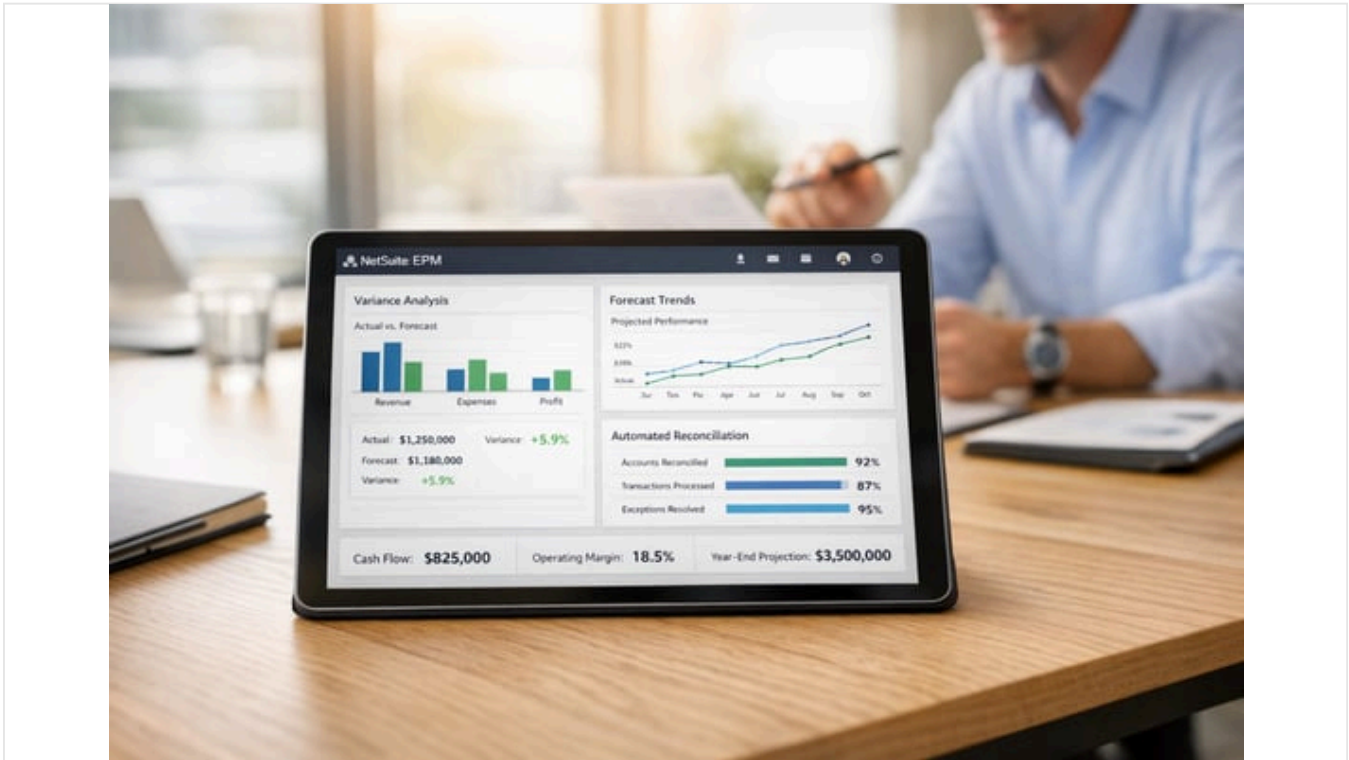 NetSuite EPM
Variance Analysis
Actual vs. Forecast
Revenue Expenses Profit
Actual: $1,250,000 Variance: +5.9%
Forecast: $1,180,000
Variance: +5.9%
Forecast Trends
Projected Performance
Apr Jul Aug Sep Oct
Automated Reconciliation
Accounts Reconciled 92%
Transactions Processed 87%
Exceptions Resolved 95%
Cash Flow: $825,000 Operating Margin: 18.5% Year-End Projection: $3,500,000